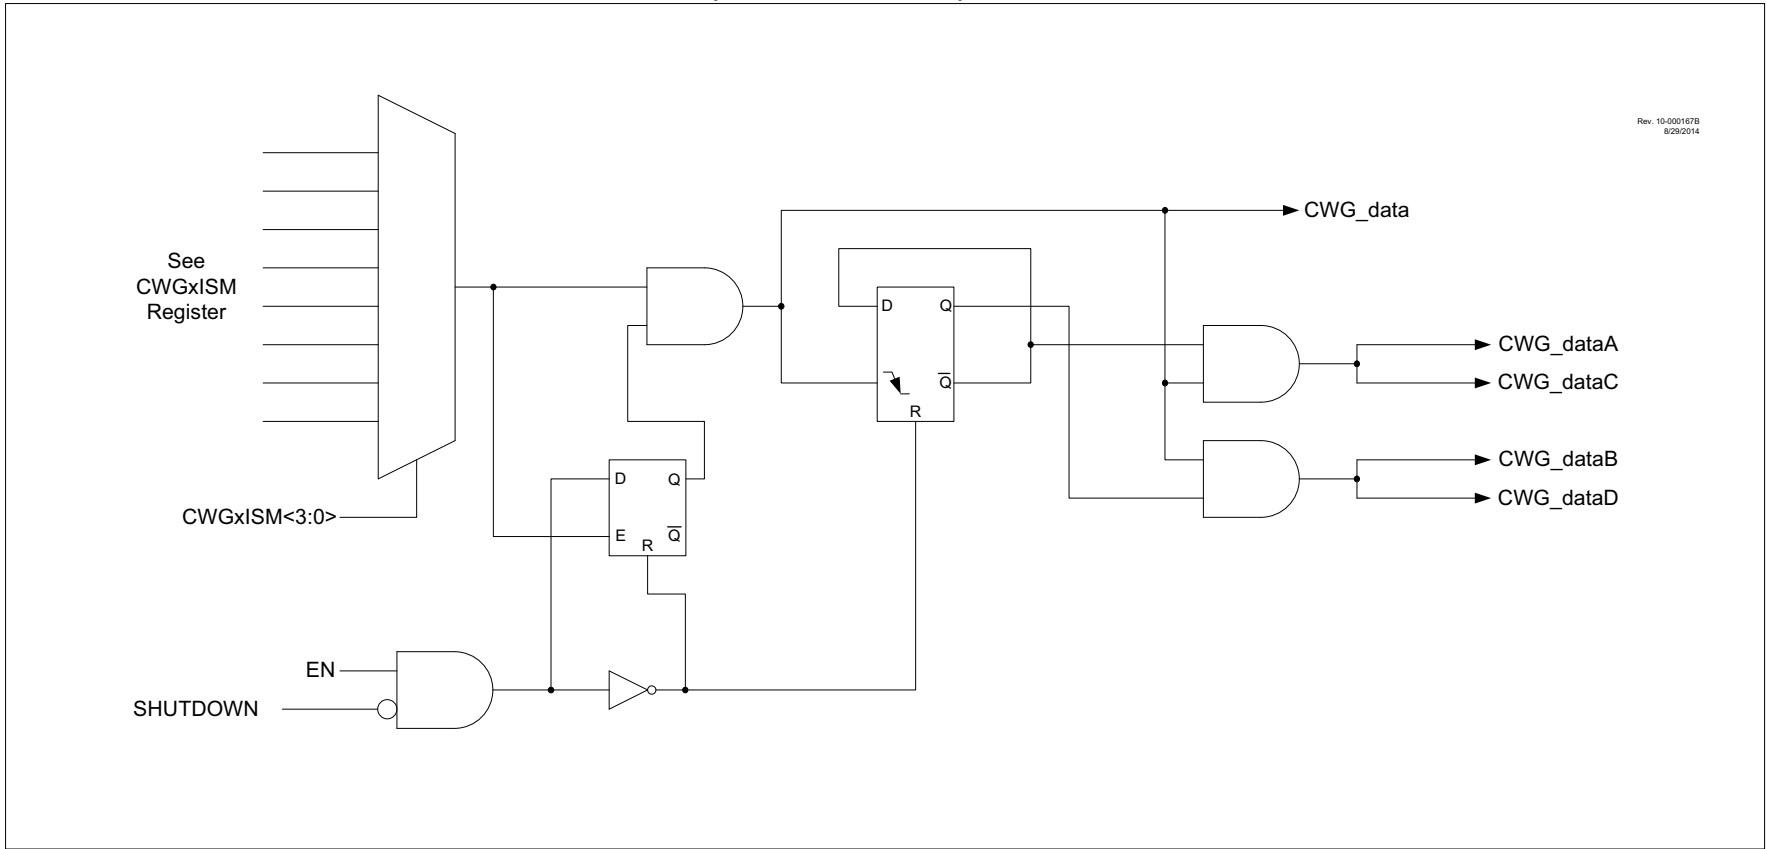 Rev. 10-000167B
8/29/2014
See
CWGxISM
Register
CWGxISM<3:0>
EN
SHUTDOWN
D
Q
E
R
Q̅
D
Q
Q̅
R
CWG_data
CWG_dataA
CWG_dataC
CWG_dataB
CWG_dataD